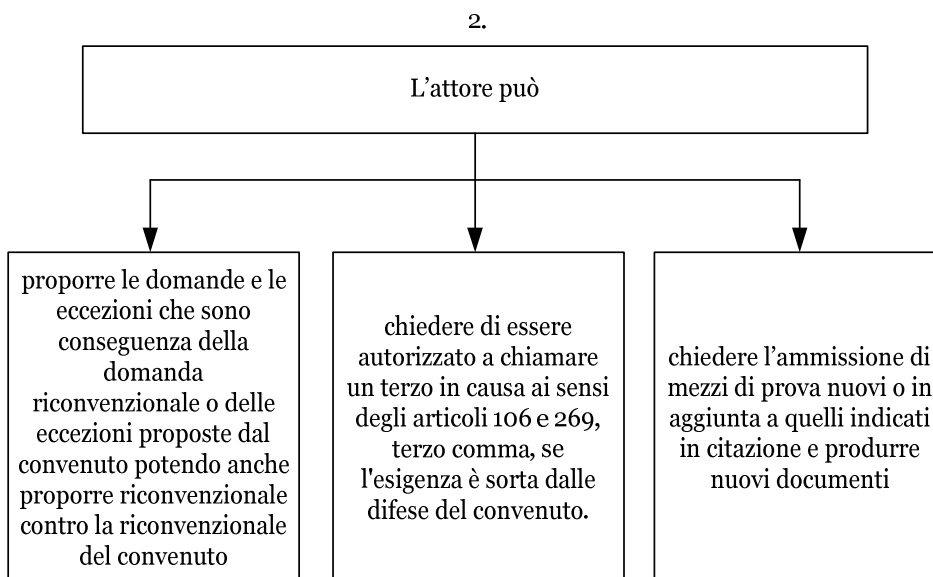 2.
L’attore può
proporre le domande e le
eccezioni che sono
conseguenza della
domanda
riconvenzionale o delle
eccezioni proposte dal
convenuto potendo anche
proporre riconvenzionale
contro la riconvenzionale
del convenuto
chiedere di essere
autorizzato a chiamare
un terzo in causa ai sensi
degli articoli 106 e 269,
terzo comma, se
l'esigenza è sorta dalle
difese del convenuto.
chiedere l’ammissione di
mezzi di prova nuovi o in
aggiunta a quelli indicati
in citazione e produrre
nuovi documenti